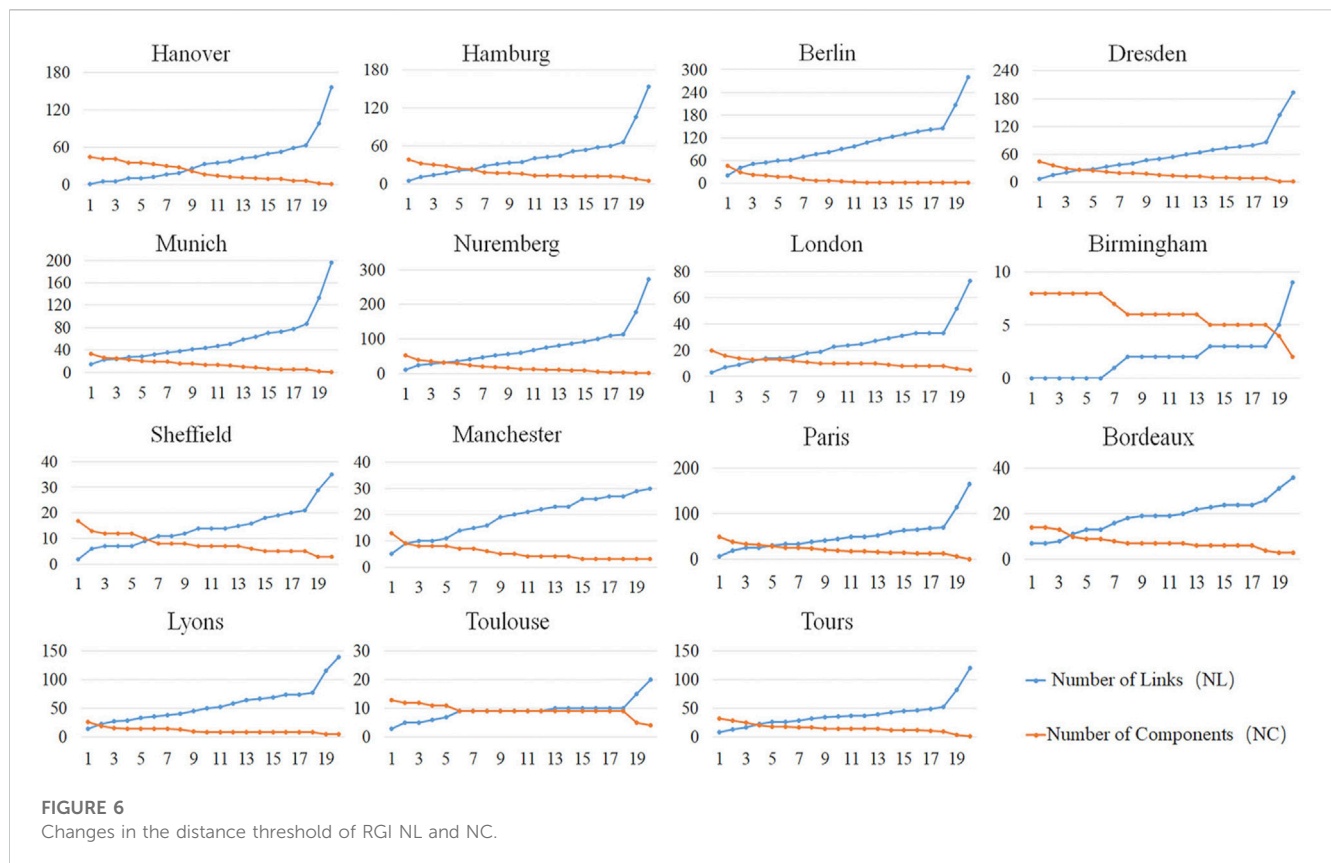 Hanover
180
120
60
0
1 3 5 7 9 11 13 15 17 19
Hamburg
180
120
60
0
1 3 5 7 9 11 13 15 17 19
Berlin
300
240
180
120
60
0
1 3 5 7 9 11 13 15 17 19
Dresden
240
180
120
60
0
1 3 5 7 9 11 13 15 17 19
Munich
200
160
120
80
40
0
1 3 5 7 9 11 13 15 17 19
Nuremberg
300
200
100
0
1 3 5 7 9 11 13 15 17 19
London
80
60
40
20
0
1 3 5 7 9 11 13 15 17 19
Birmingham
10
5
0
1 3 5 7 9 11 13 15 17 19
Sheffield
40
30
20
10
0
1 3 5 7 9 11 13 15 17 19
Manchester
40
30
20
10
0
1 3 5 7 9 11 13 15 17 19
Paris
200
150
100
50
0
1 3 5 7 9 11 13 15 17 19
Bordeaux
40
20
0
1 3 5 7 9 11 13 15 17 19
Lyons
150
100
50
0
1 3 5 7 9 11 13 15 17 19
Toulouse
30
20
10
0
1 3 5 7 9 11 13 15 17 19
Tours
150
100
50
0
1 3 5 7 9 11 13 15 17 19
Number of Links（NL）
Number of Components（NC）
FIGURE 6
Changes in the distance threshold of RGI NL and NC.